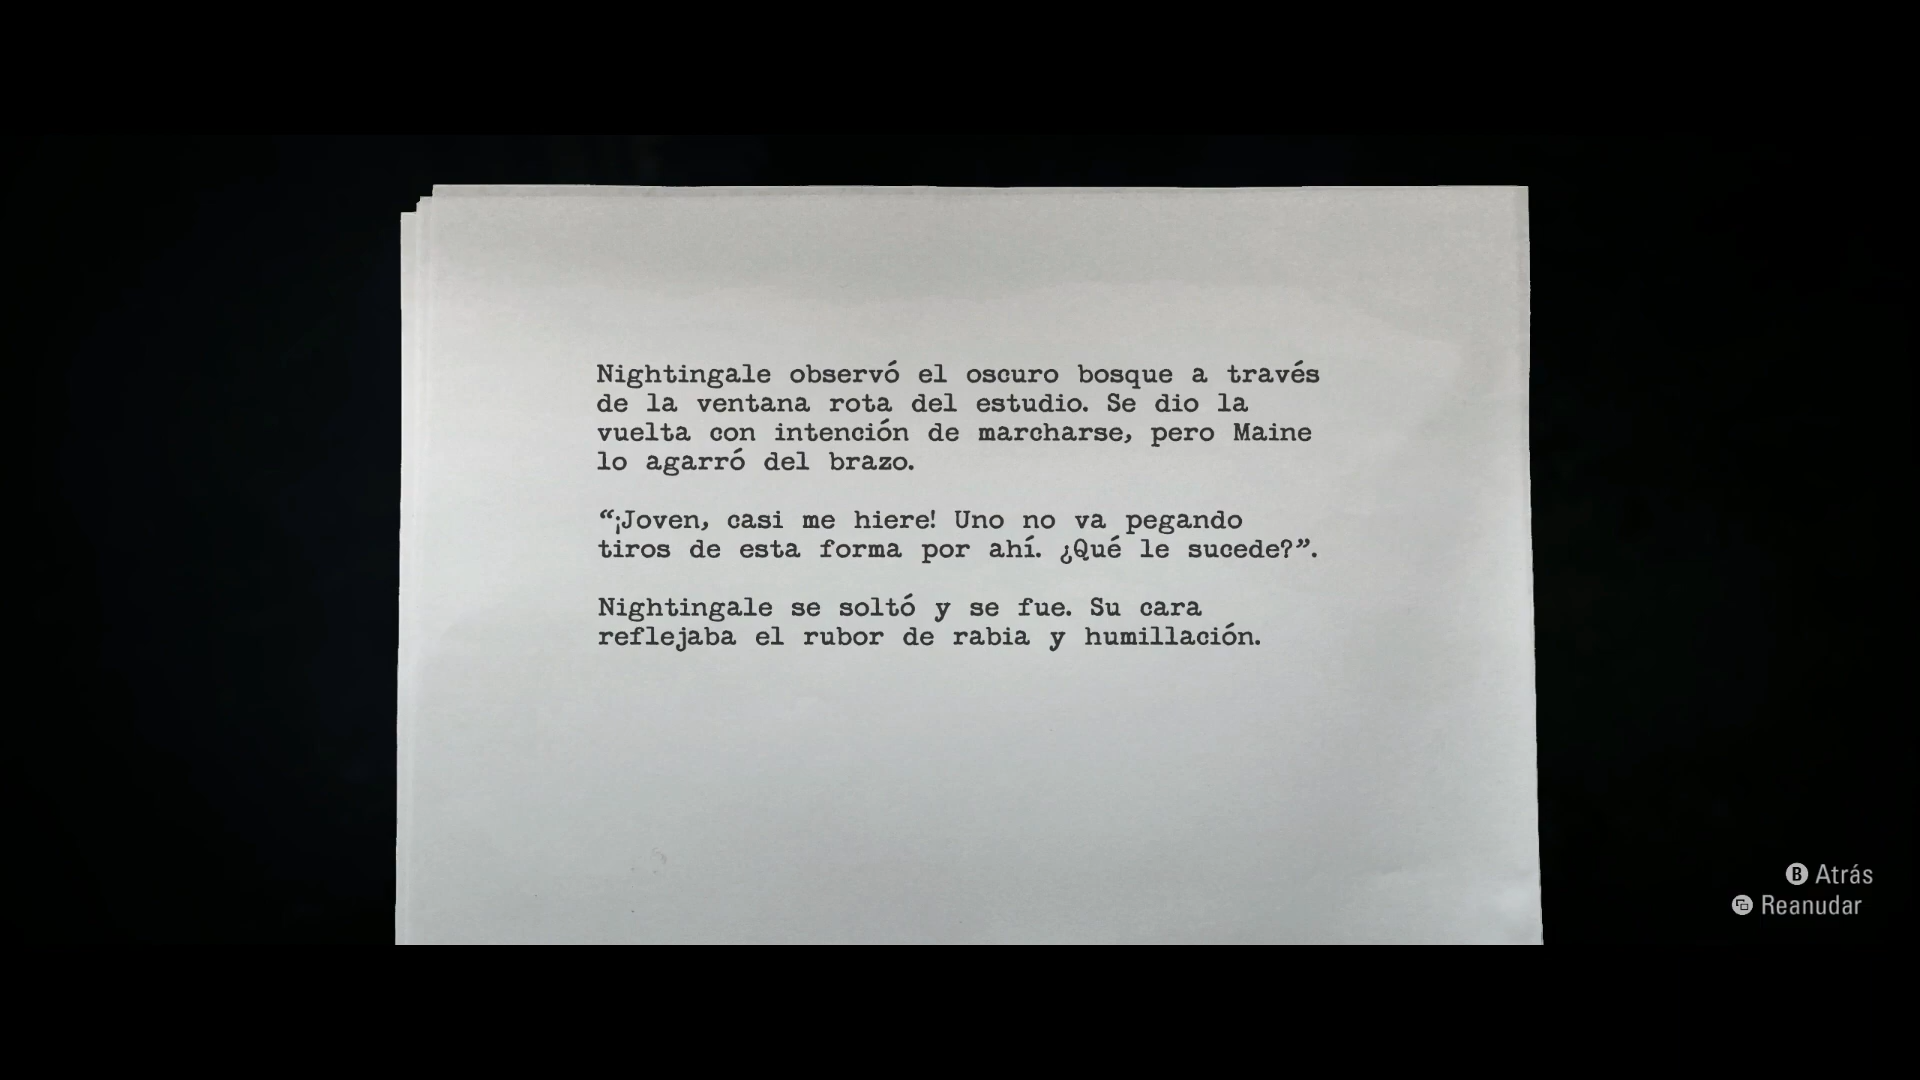 Nightingale observó el oscuro bosque a través
de la ventana rota del estudio. Se dio la
vuelta con intención de marcharse, pero Maine
lo agarró del brazo.
“¡Joven, casi me hiere! Uno no va pegando
tiros de esta forma por ahí. ¿Qué le sucede?”.
Nightingale se soltó y se fue. Su cara
reflejaba el rubor de rabia y humillación.
B Atrás
Reanudar